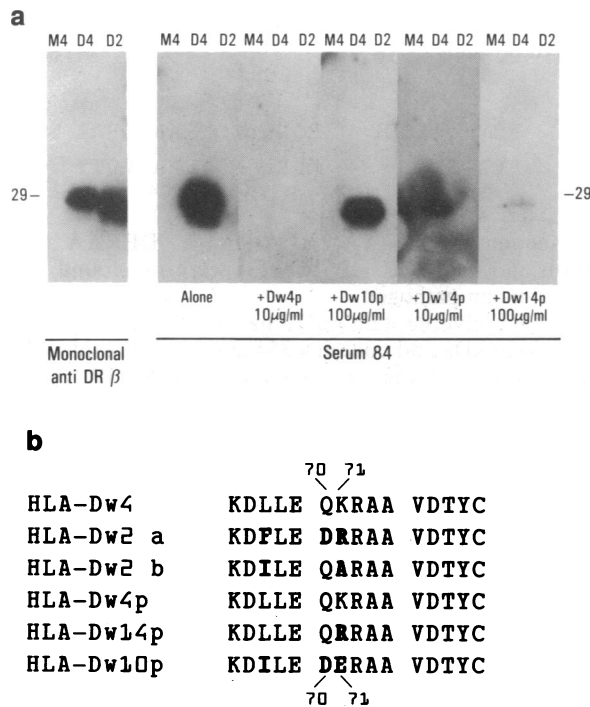 a
M4 D4 D2 M4 D4 D2 M4 D4 D2 M4 D4 D2 M4 D4 D2 M4 D4 D2
29– –29
Alone +Dw4p +Dw10p +Dw14p +Dw14p
10μg/ml 100μg/ml 10μg/ml 100μg/ml
Monoclonal Serum 84
anti DR β
b
70 71
HLA-Dw4 KDLLE QKRAA VDTYC
HLA-Dw2 a KDFLE DRRAA VDTYC
HLA-Dw2 b KDILE QARAA VDTYC
HLA-Dw4p KDLLE QKRAA VDTYC
HLA-Dw14p KDLLE QRRAA VDTYC
HLA-Dw10p KDILE DERAA VDTYC
70 71